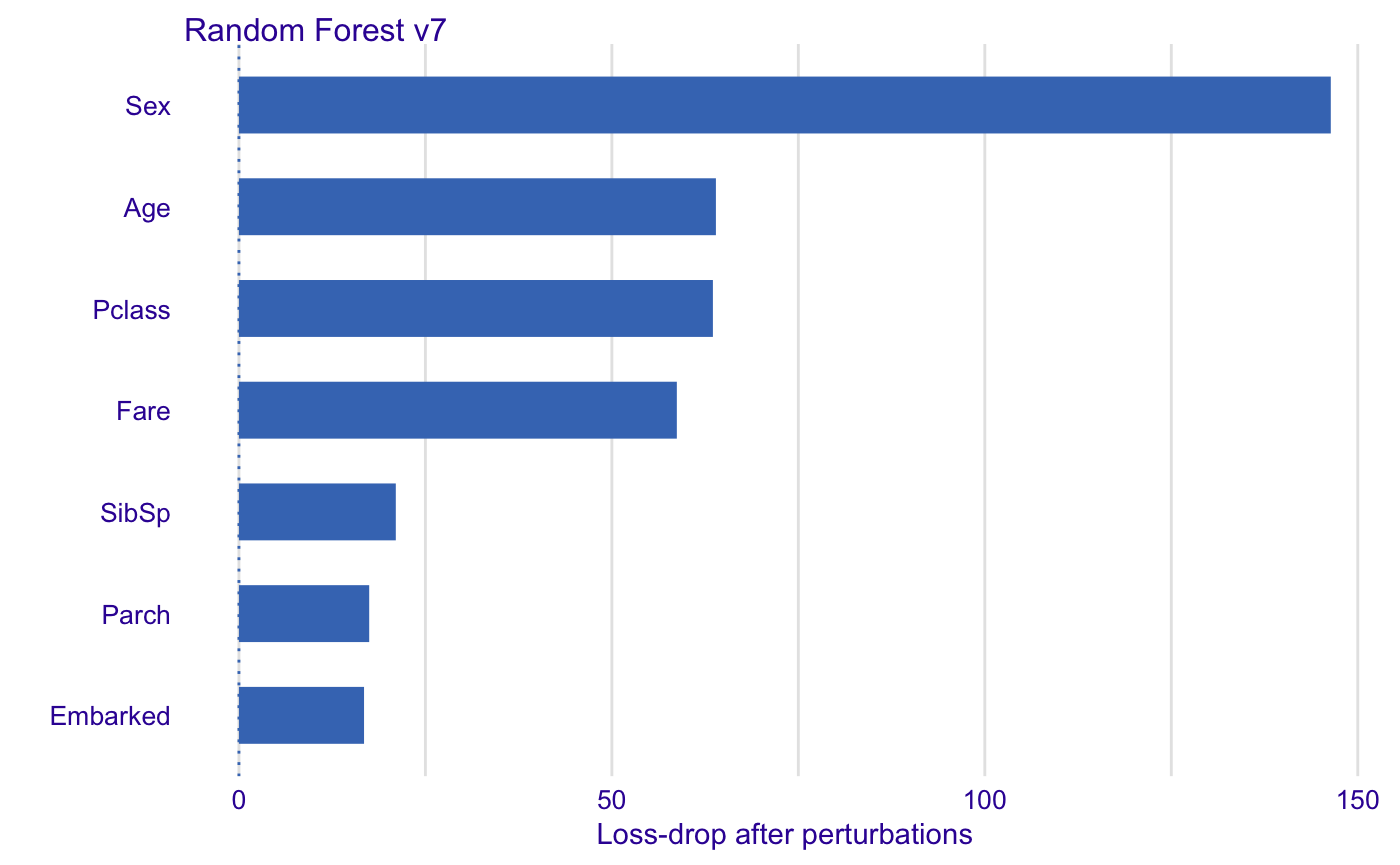 Random Forest v7
Sex
Age
Pclass
Fare
SibSp
Parch
Embarked
0 50 100 150
Loss-drop after perturbations